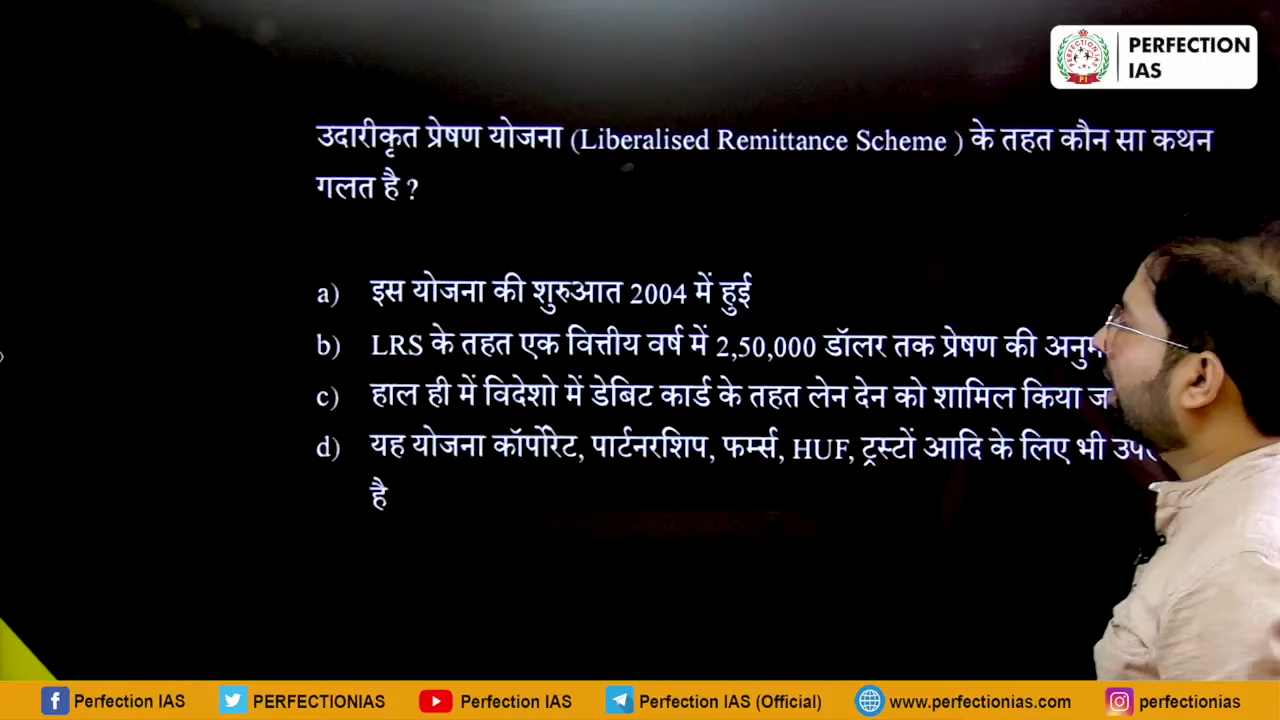 PERFECTION
IAS
PI
उदारीकृत प्रेषण योजना (Liberalised Remittance Scheme ) के तहत कौन सा कथन
गलत है ?
a) इस योजना की शुरुआत 2004 में हुई
b) LRS के तहत एक वित्तीय वर्ष में 2,50,000 डॉलर तक प्रेषण की
c) हाल ही में विदेशो में डेबिट कार्ड के तहत लेन देन को शामिल किया
d) यह योजना कॉर्पोरेट, पार्टनरशिप, फर्म्स, HUF, ट्रस्टों आदि के लिए भी
है
Perfection IAS PERFECTIONIAS Perfection IAS Perfection IAS (Official) www.perfectionias.com perfectionias